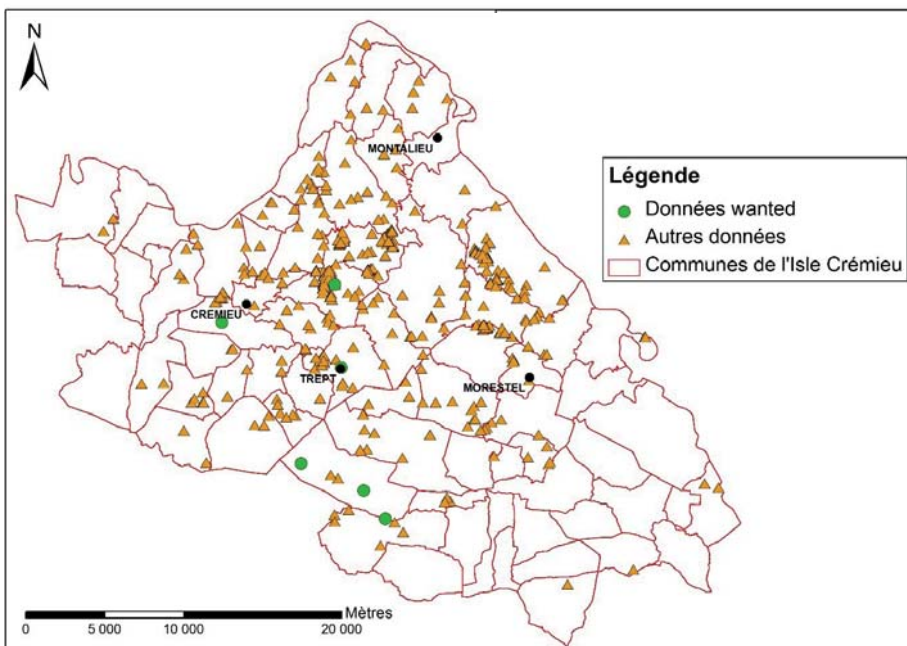 N
MONTALIEU
Légende
Données wanted
Autres données
Communes de l'Isle Crémieu
CREMIEU
TREPT
MORESTEL
Mètres
0 5 000 10 000 20 000